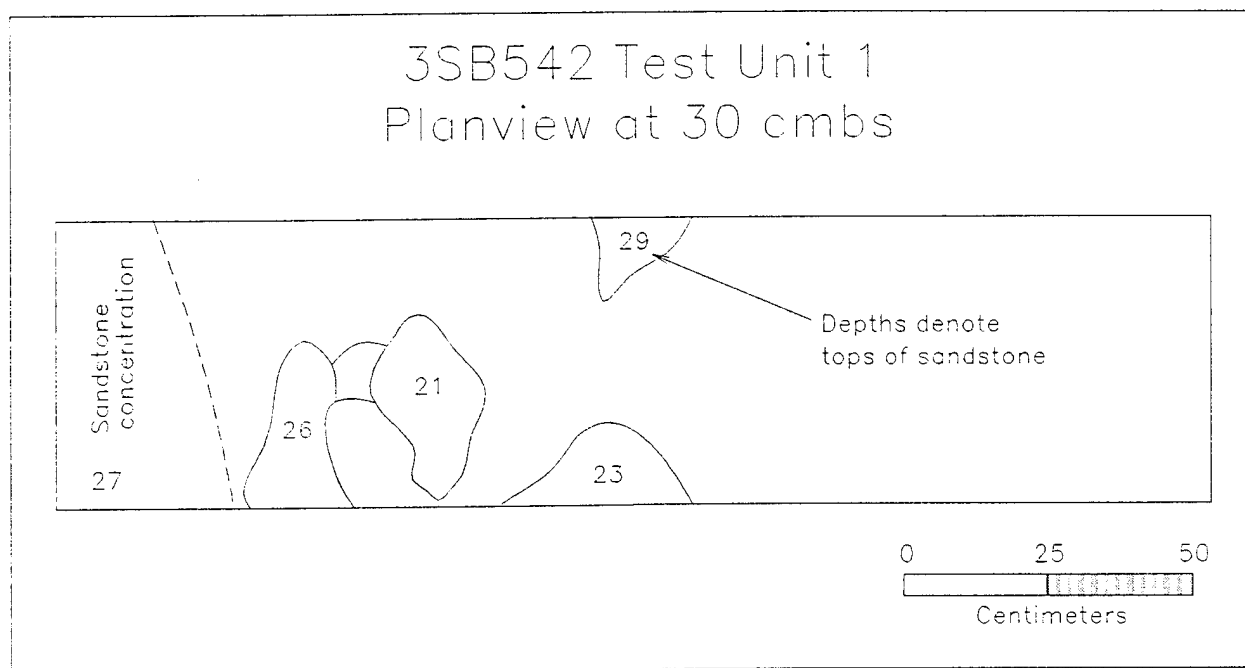 3SB542 Test Unit 1
Planview at 30 cmbs
29
Sandstone
concentration
Depths denote
tops of sandstone
21
26
27
23
0 25 50
Centimeters